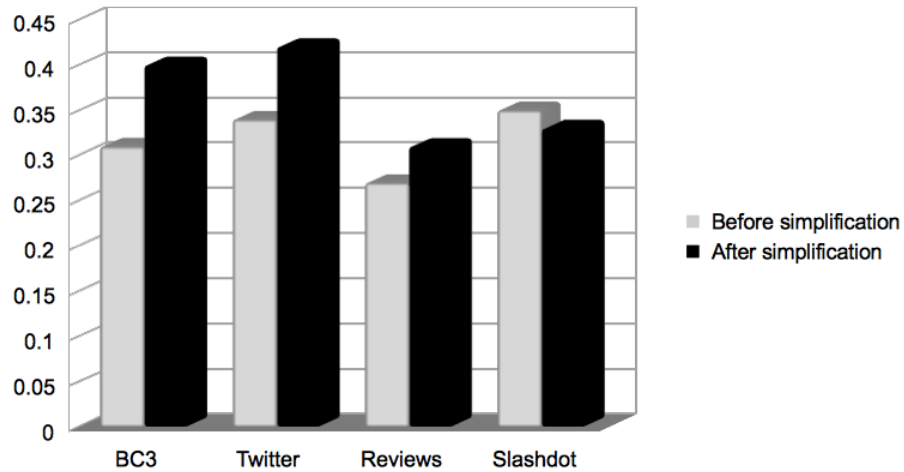 0.45
0.4
0.35
0.3
0.25
0.2
0.15
0.1
0.05
0
BC3
Twitter
Reviews
Slashdot
Before simplification
After simplification